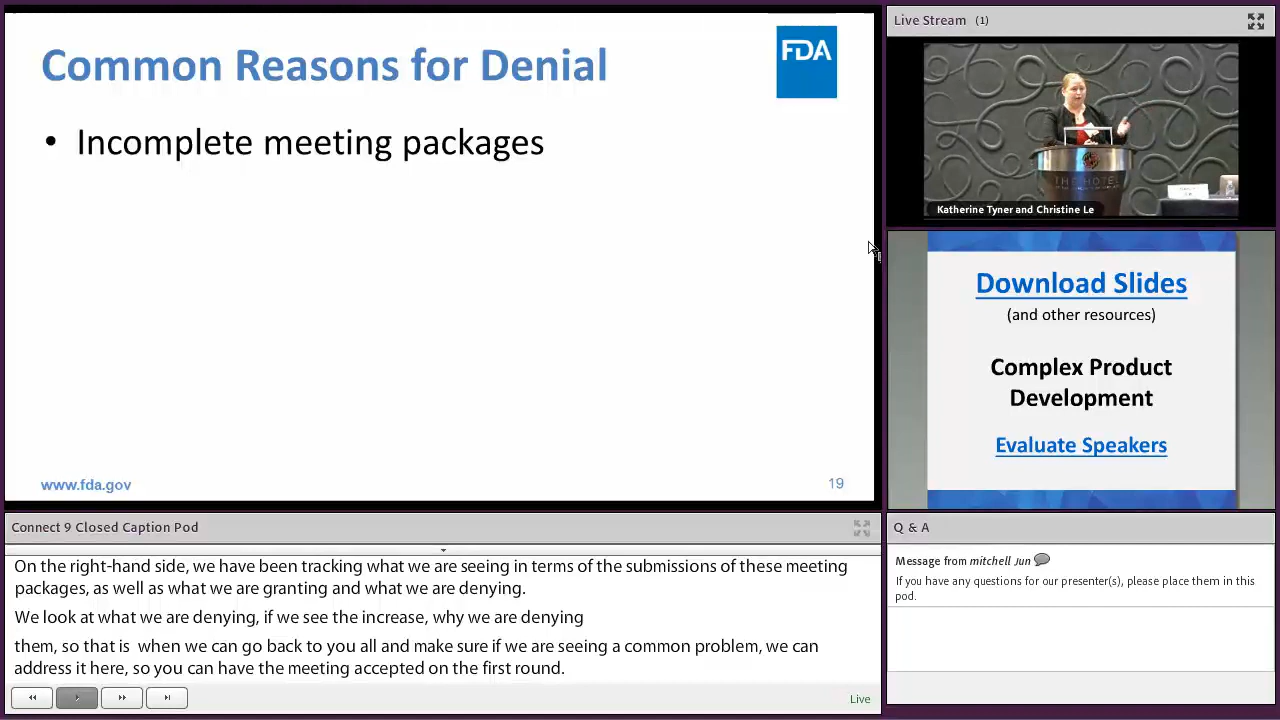 Common Reasons for Denial
FDA
• Incomplete meeting packages
www.fda.gov
19
Live Stream (1)
THE HOTEL
Katherine Tyner and Christine Le
Download Slides
(and other resources)
Complex Product
Development
Evaluate Speakers
Connect 9 Closed Caption Pod
On the right-hand side, we have been tracking what we are seeing in terms of the submissions of these meeting
packages, as well as what we are granting and what we are denying.
We look at what we are denying, if we see the increase, why we are denying
them, so that is  when we can go back to you all and make sure if we are seeing a common problem, we can
address it here, so you can have the meeting accepted on the first round.
Live
Q & A
Message from mitchell Jun
If you have any questions for our presenter(s), please place them in this
pod.